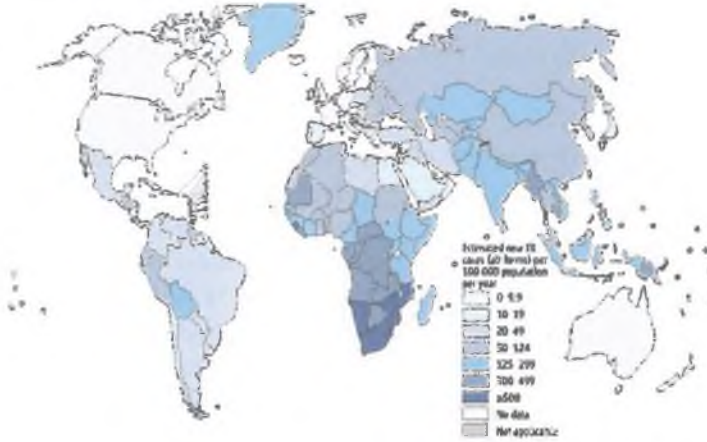 Estimated new TB
cases (all forms) per
100 000 population
per year
0–9.9
10–19
20–49
50–124
125–299
300–499
≥500
No data
Not applicable